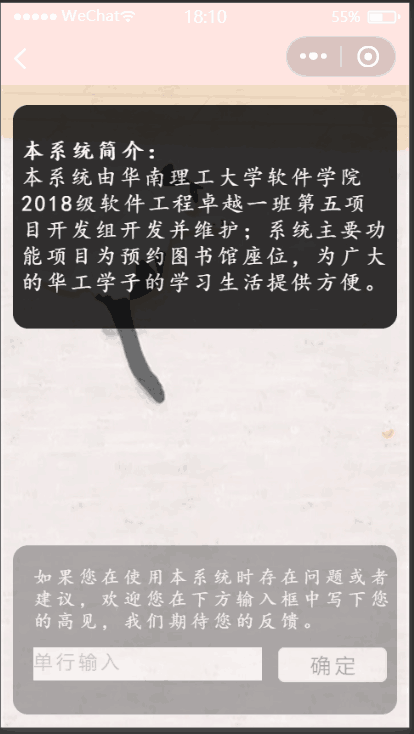 WeChat
18:10
55%
本系统简介：
本系统由华南理工大学软件学院
2018级软件工程卓越一班第五项
目开发组开发并维护；系统主要功
能项目为预约图书馆座位，为广大
的华工学子的学习生活提供方便。
如果您在使用本系统时存在问题或者
建议，欢迎您在下方输入框中写下您
的高见，我们期待您的反馈。
单行输入
确定